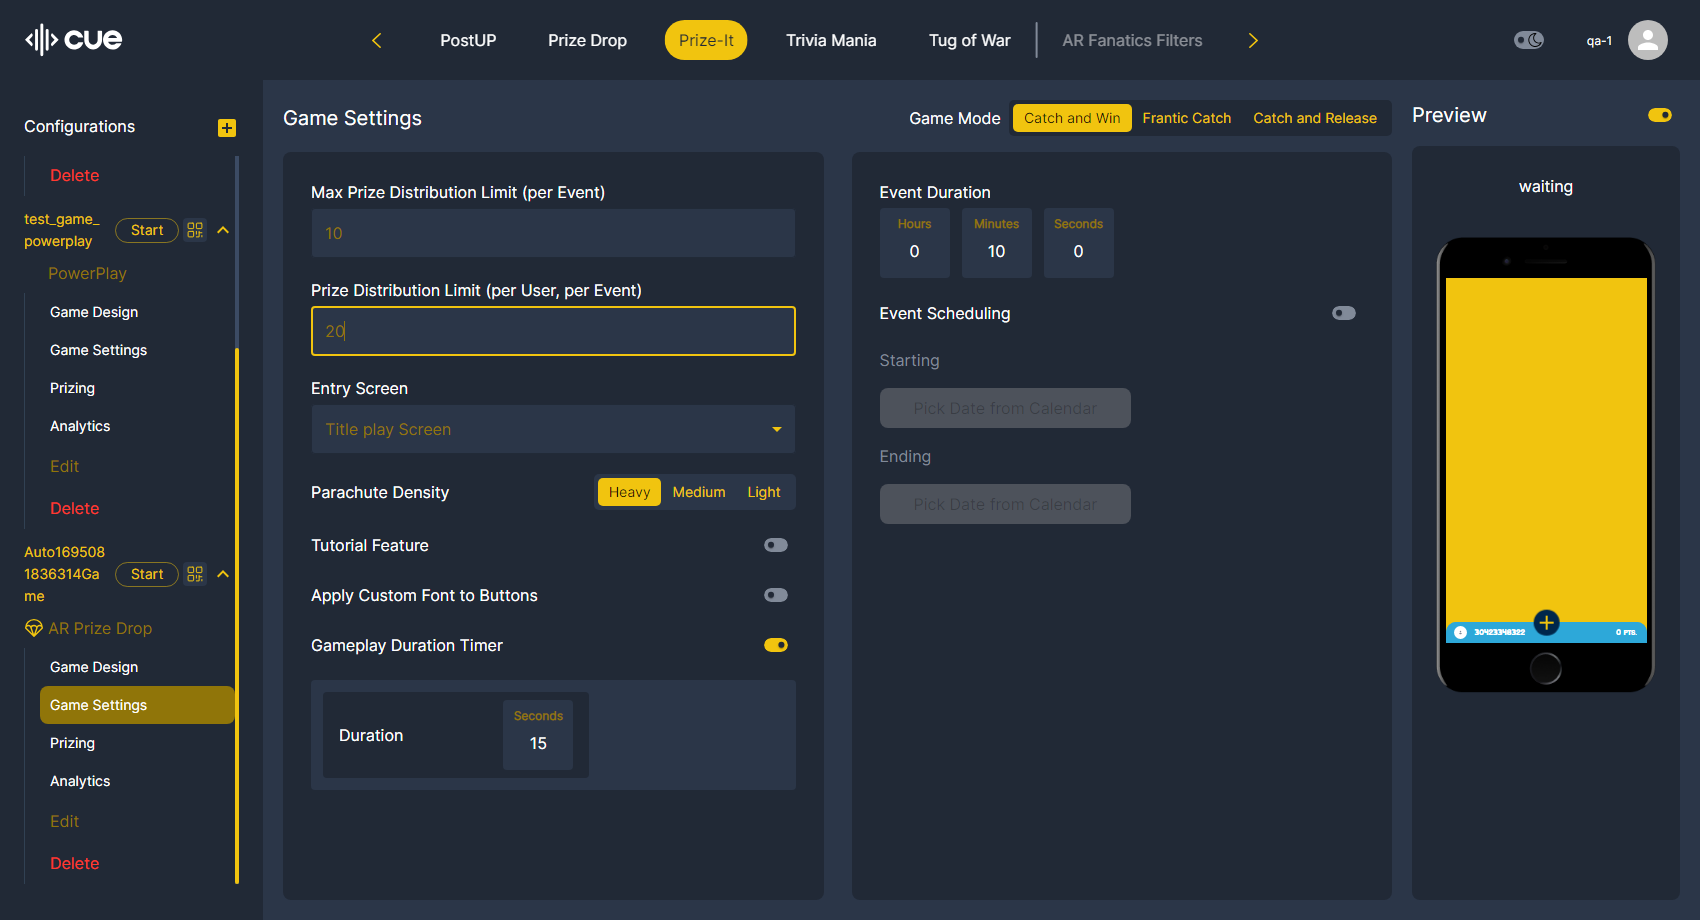 cue
PostUP
Prize Drop
Prize-It
Trivia Mania
Tug of War
AR Fanatics Filters
qa-1
Configurations
Delete
test_game_
powerplay
Start
PowerPlay
Game Design
Game Settings
Prizing
Analytics
Edit
Delete
Auto169508
1836314Ga
me
Start
AR Prize Drop
Game Design
Game Settings
Prizing
Analytics
Edit
Delete
Game Settings
Game Mode
Catch and Win
Frantic Catch
Catch and Release
Max Prize Distribution Limit (per Event)
10
Prize Distribution Limit (per User, per Event)
20
Entry Screen
Title play Screen
Parachute Density
Heavy
Medium
Light
Tutorial Feature
Apply Custom Font to Buttons
Gameplay Duration Timer
Duration
Seconds
15
Event Duration
Hours
0
Minutes
10
Seconds
0
Event Scheduling
Starting
Pick Date from Calendar
Ending
Pick Date from Calendar
Preview
waiting
0 PTS.